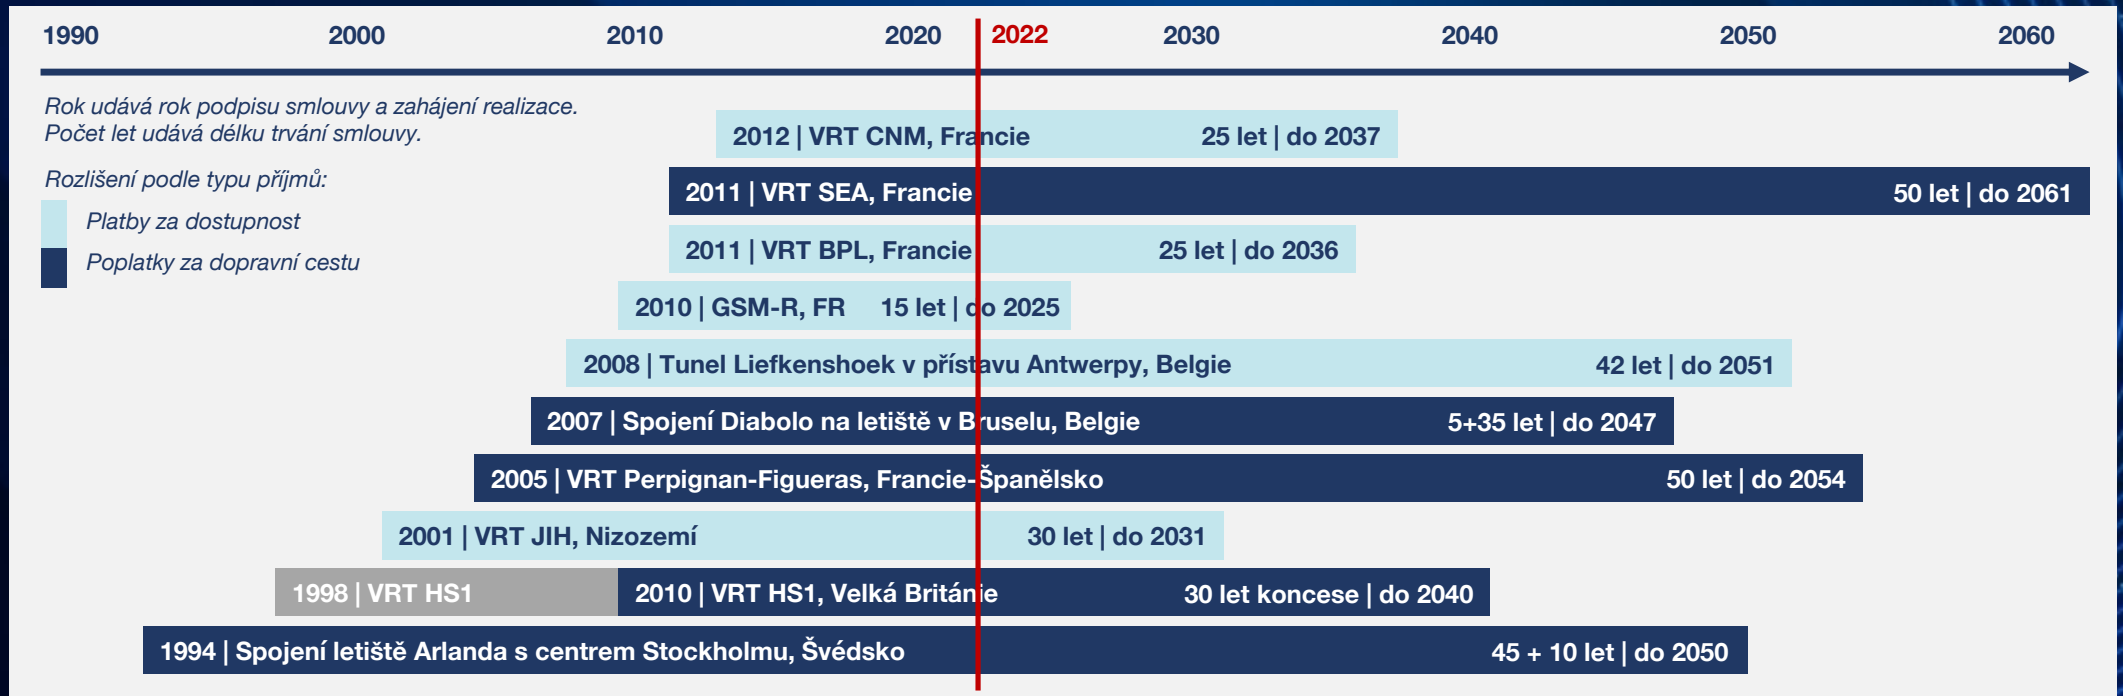 1990 2000 2010 2020 2022 2030 2040 2050 2060
Rok udává rok podpisu smlouvy a zahájení realizace.
Počet let udává délku trvání smlouvy.
Rozlišení podle typu příjmů:
Platby za dostupnost
Poplatky za dopravní cestu
2012 | VRT CNM, Francie 25 let | do 2037
2011 | VRT SEA, Francie 50 let | do 2061
2011 | VRT BPL, Francie 25 let | do 2036
2010 | GSM-R, FR 15 let | do 2025
2008 | Tunel Liefkenshoek v přístavu Antwerpy, Belgie 42 let | do 2051
2007 | Spojení Diabolo na letiště v Bruselu, Belgie 5+35 let | do 2047
2005 | VRT Perpignan-Figueras, Francie-Španělsko 50 let | do 2054
2001 | VRT JIH, Nizozemí 30 let | do 2031
1998 | VRT HS1 2010 | VRT HS1, Velká Británie 30 let koncese | do 2040
1994 | Spojení letiště Arlanda s centrem Stockholmu, Švédsko 45 + 10 let | do 2050